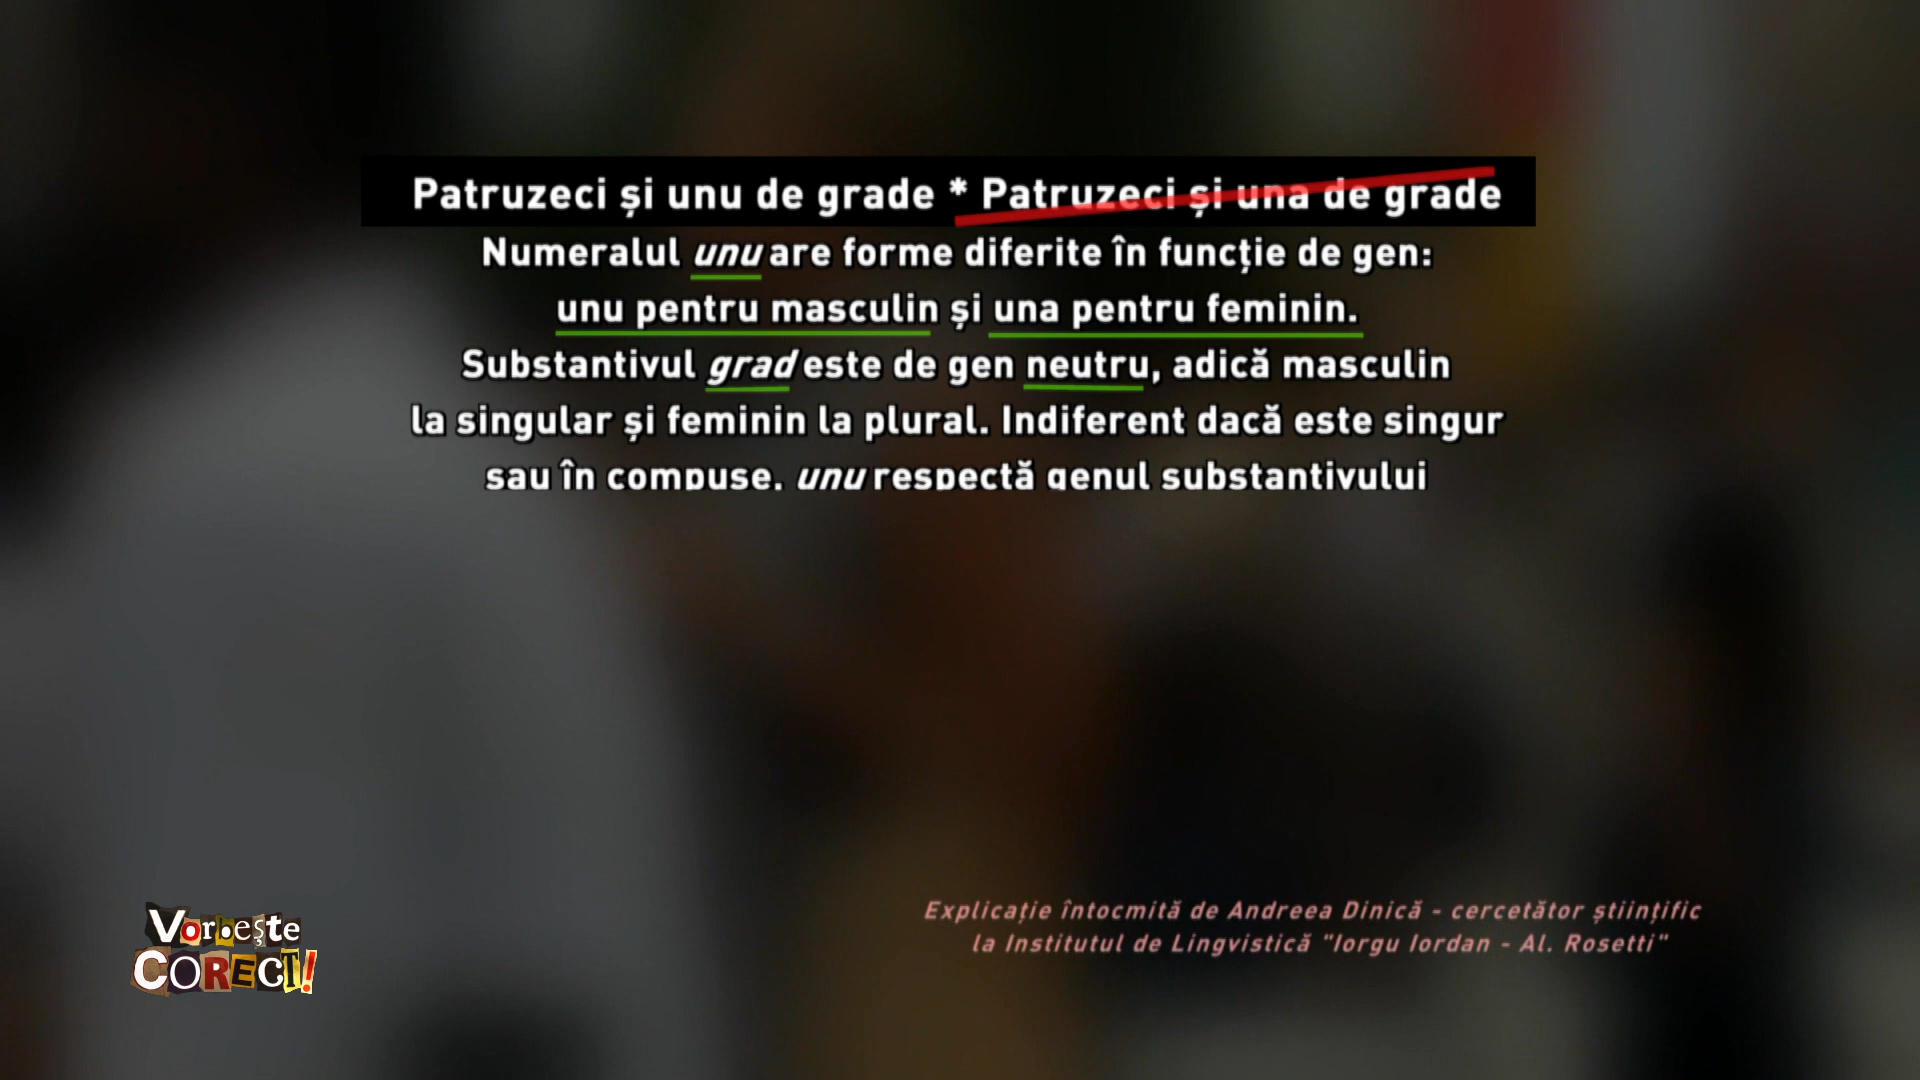 Patruzeci și unu de grade * Patruzeci și una de grade
Numeralul unu are forme diferite în funcție de gen:
unu pentru masculin și una pentru feminin.
Substantivul grad este de gen neutru, adică masculin
la singular și feminin la plural. Indiferent dacă este singur
sau în compuse, unu respectă genul substantivului
Explicație întocmită de Andreea Dinică - cercetător științific
la Institutul de Lingvistică "Iorgu Iordan - Al. Rosetti"
Vorbește
CORECT!